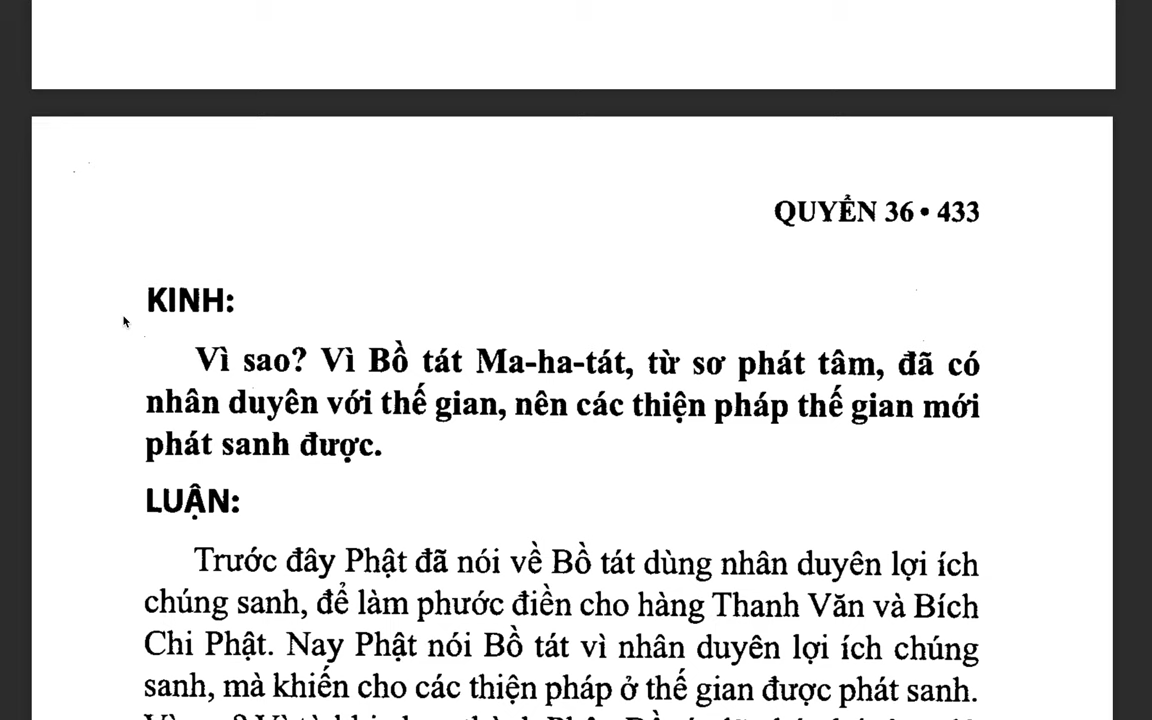 QUYỂN 36 • 433
KINH:
Vì sao? Vì Bồ tát Ma-ha-tát, từ sơ phát tâm, đã có
nhân duyên với thế gian, nên các thiện pháp thế gian mới
phát sanh được.
LUẬN:
Trước đây Phật đã nói về Bồ tát dùng nhân duyên lợi ích
chúng sanh, để làm phước điền cho hàng Thanh Văn và Bích
Chi Phật. Nay Phật nói Bồ tát vì nhân duyên lợi ích chúng
sanh, mà khiến cho các thiện pháp ở thế gian được phát sanh.